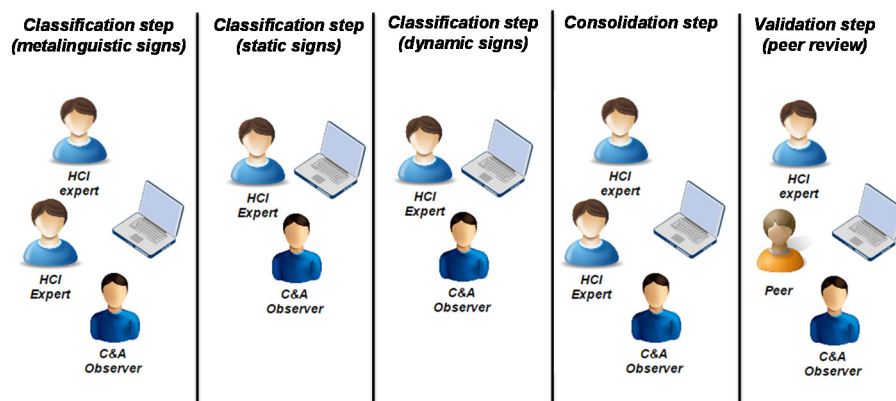 Classification step
(metalinguistic signs)
HCI
expert
HCI
Expert
C&A
Observer
Classification step
(static signs)
HCI
Expert
C&A
Observer
Classification step
(dynamic signs)
HCI
Expert
C&A
Observer
Consolidation step
HCI
expert
HCI
Expert
C&A
Observer
Validation step
(peer review)
HCI
expert
Peer
C&A
Observer